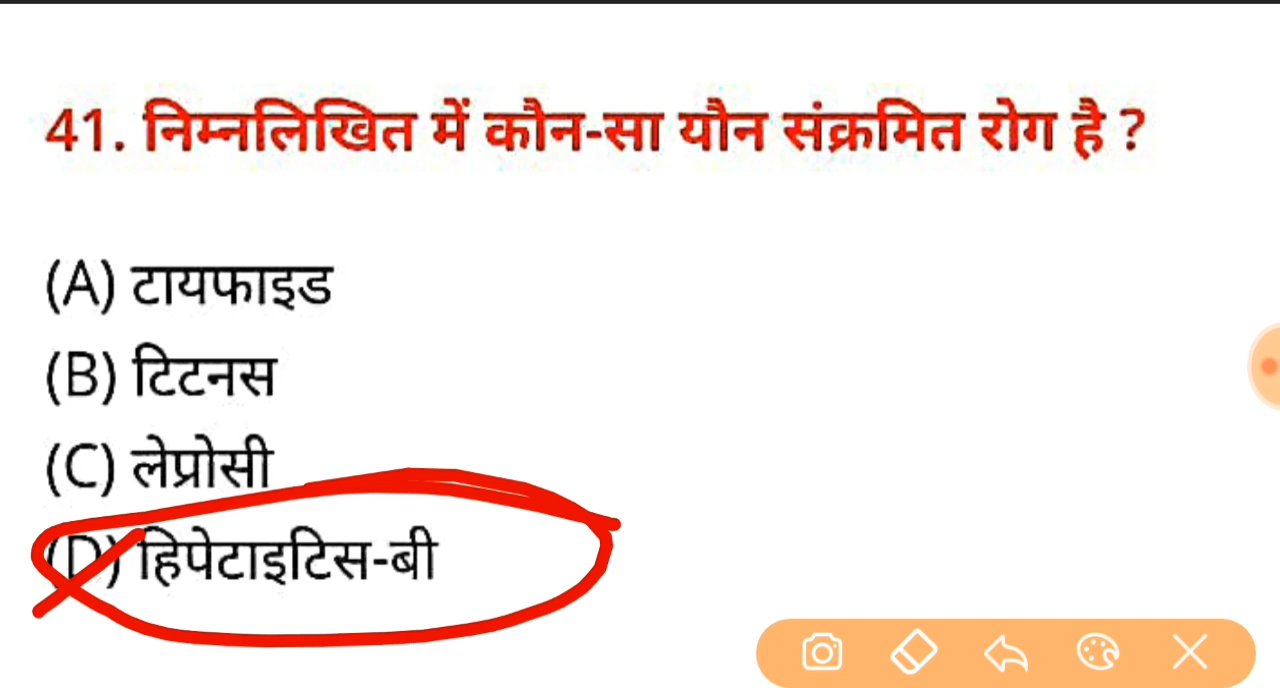 41. निम्नलिखित में कौन-सा यौन संक्रमित रोग है ?
(A) टायफाइड
(B) टिटनस
(C) लेप्रोसी
(D) हिपेटाइटिस-बी